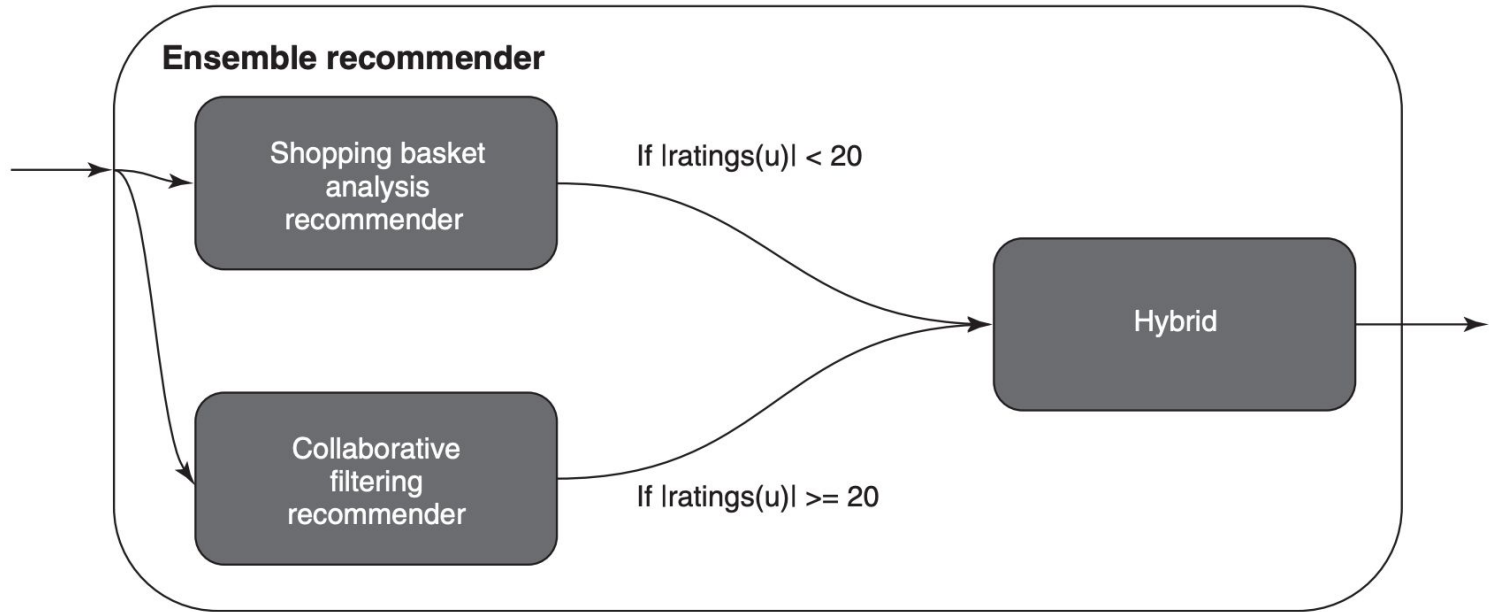 Ensemble recommender
Shopping basket
analysis
recommender
If |ratings(u)| < 20
Hybrid
Collaborative
filtering
recommender
If |ratings(u)| >= 20